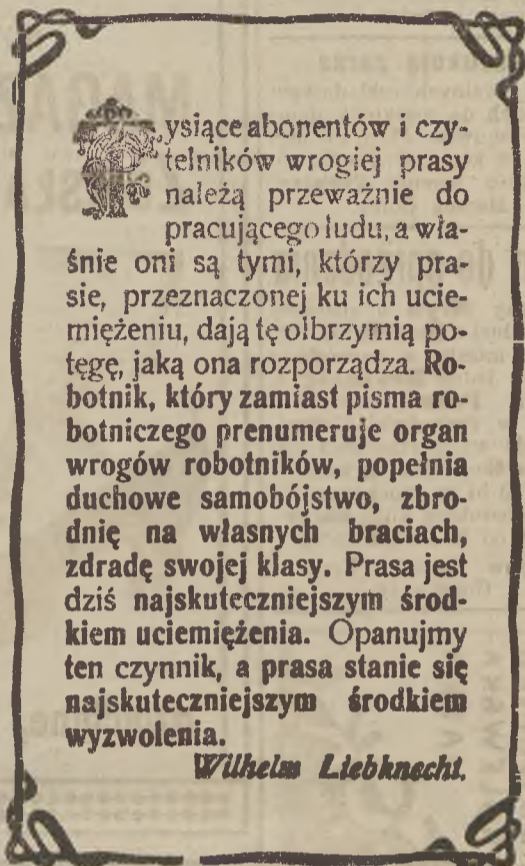 Tysiące abonentów i czy-
telników wrogiej prasy
należą przeważnie do
pracującego ludu, a wła-
śnie oni są tymi, którzy pra-
sie, przeznaczonej ku ich ucie-
miężeniu, dają tę olbrzymią po-
tęgę, jaką ona rozporządza. Ro-
botnik, który zamiast pisma ro-
botniczego prenumeruje organ
wrogów robotników, popełnia
duchowe samobójstwo, zbro-
dnię na własnych braciach,
zdradę swojej klasy. Prasa jest
dziś najskuteczniejszym środ-
kiem uciemiężenia. Opanujmy
ten czynnik, a prasa stanie się
najskuteczniejszym środkiem
wyzwolenia.
Wilhelm Liebknecht.